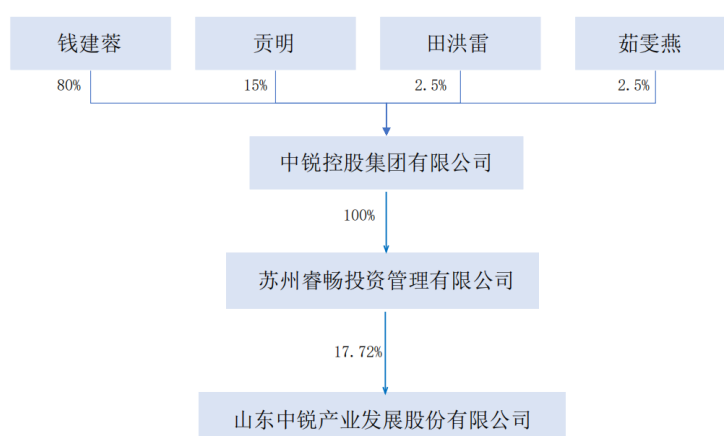 钱建蓉 贡明 田洪雷 茹雯燕
80% 15% 2.5% 2.5%
中锐控股集团有限公司
100%
苏州睿畅投资管理有限公司
17.72%
山东中锐产业发展股份有限公司